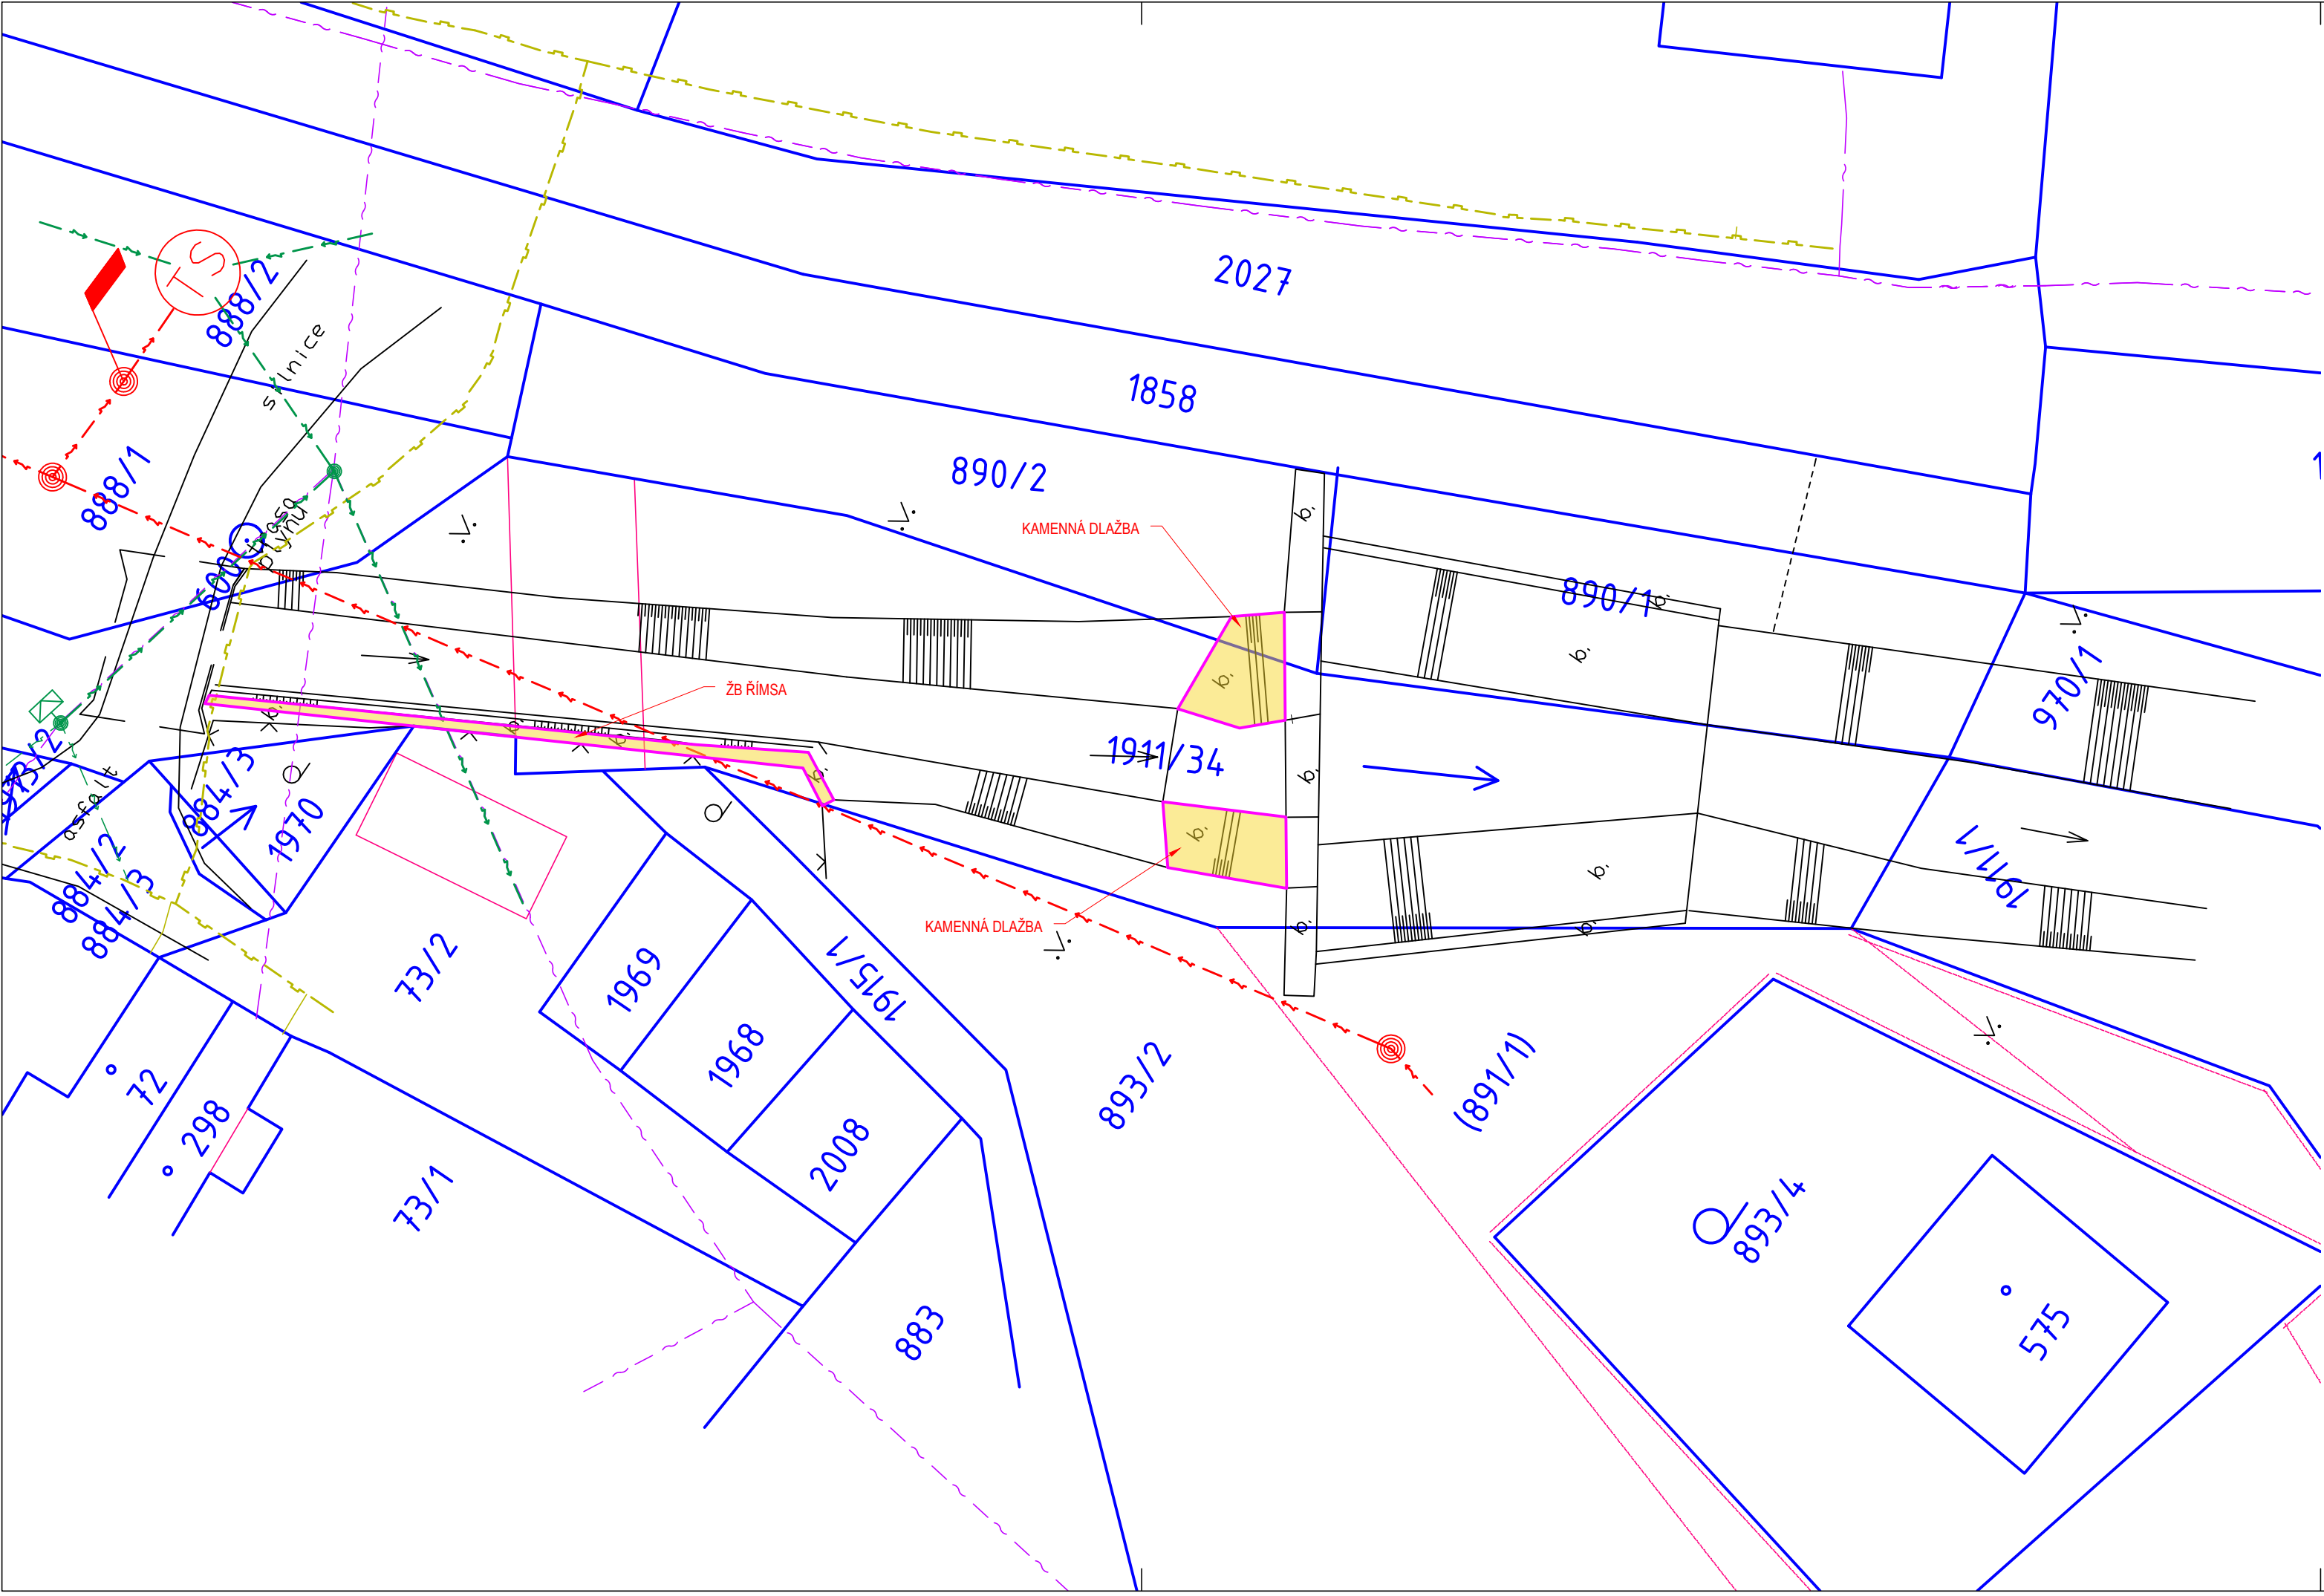 2027
TS
888/2
silnice
1858
888/1
890/2
KAMENNÁ DLAŽBA
b.
600
890/1
b.
b.
b.
970/1
ŽB ŘÍMSA
b.
b.
b.
b.
1911/34
b.
b.
884/3
asfalt
1970
b.
b.
1911/1
884/2
884/3
KAMENNÁ DLAŽBA
b.
b.
73/2
1969
1915/1
72
298
1968
893/2
(891/1)
2008
73/1
893/4
883
575